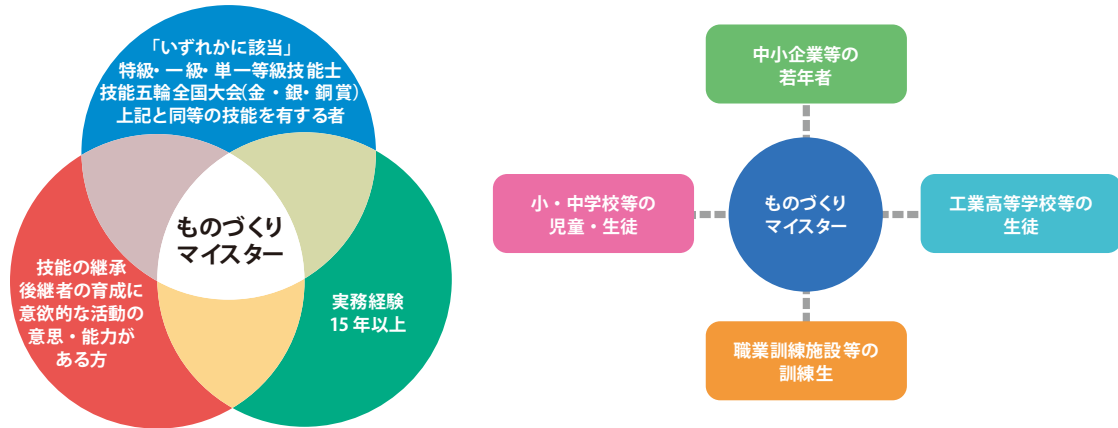 「いずれかに該当」
特級・一級・単一等級技能士
技能五輪全国大会(金・銀・銅賞)
上記と同等の技能を有する者
ものづくり
マイスター
技能の継承
後継者の育成に
意欲的な活動の
意思・能力が
ある方
実務経験
15年以上
中小企業等の
若年者
小・中学校等の
児童・生徒
ものづくり
マイスター
工業高等学校等の
生徒
職業訓練施設等の
訓練生